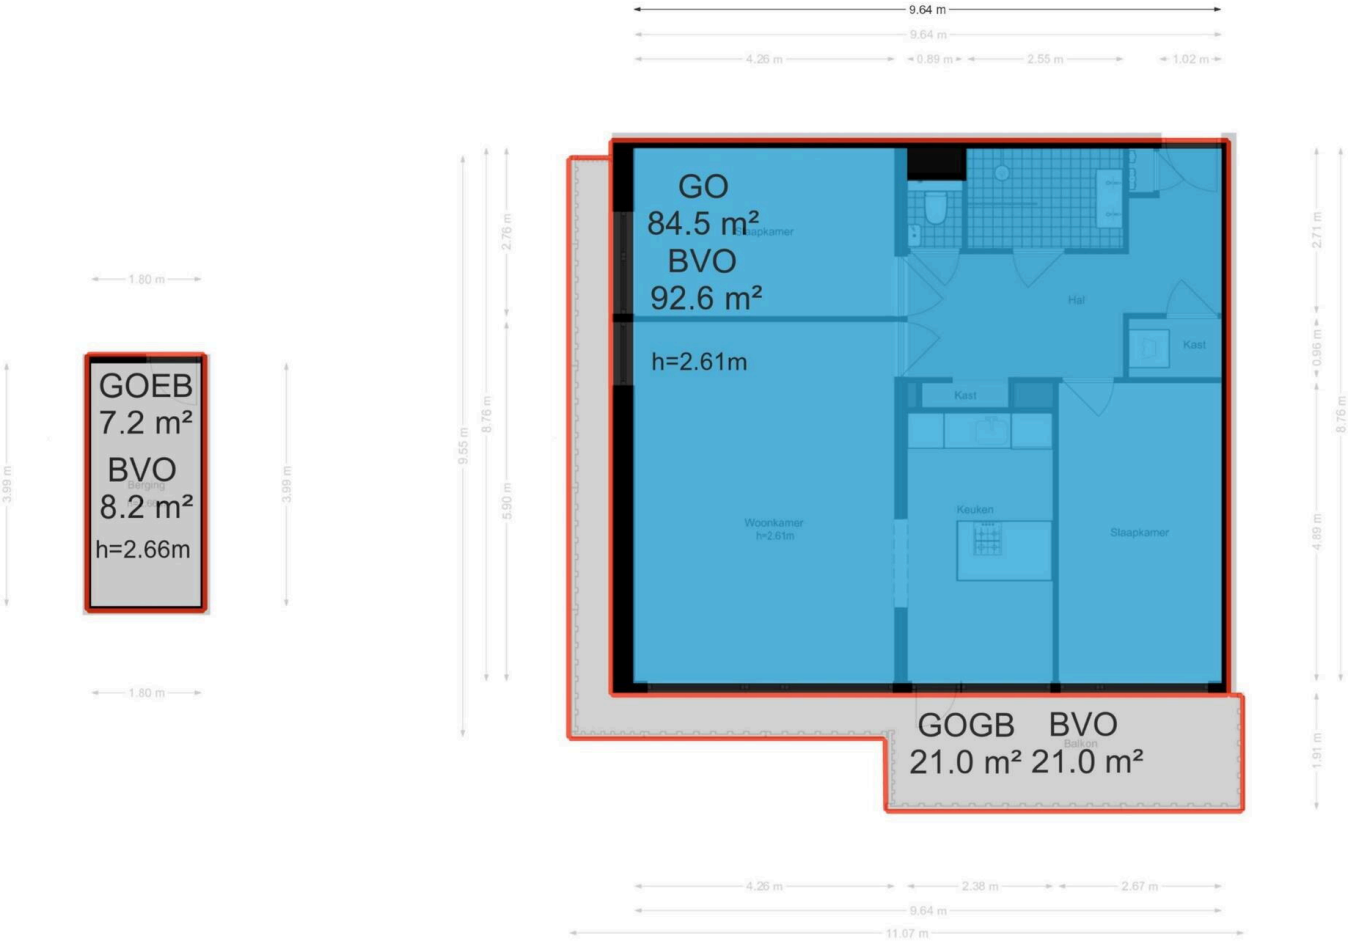 9.64 m
9.64 m
4.26 m
0.89 m
2.55 m
1.02 m
GO
84.5 m²
Slaapkamer
BVO
92.6 m²
h=2.61m
Hal
Kast
Kast
Keuken
Woonkamer
h=2.61m
Slaapkamer
2.76 m
8.76 m
9.55 m
5.90 m
2.71 m
0.96 m
8.76 m
4.89 m
1.91 m
1.80 m
GOEB
7.2 m²
BVO
Berging
8.2 m²
h=2.66m
3.99 m
3.99 m
1.80 m
GOGB BVO
Balkon
21.0 m² 21.0 m²
4.26 m
2.38 m
2.67 m
9.64 m
11.07 m